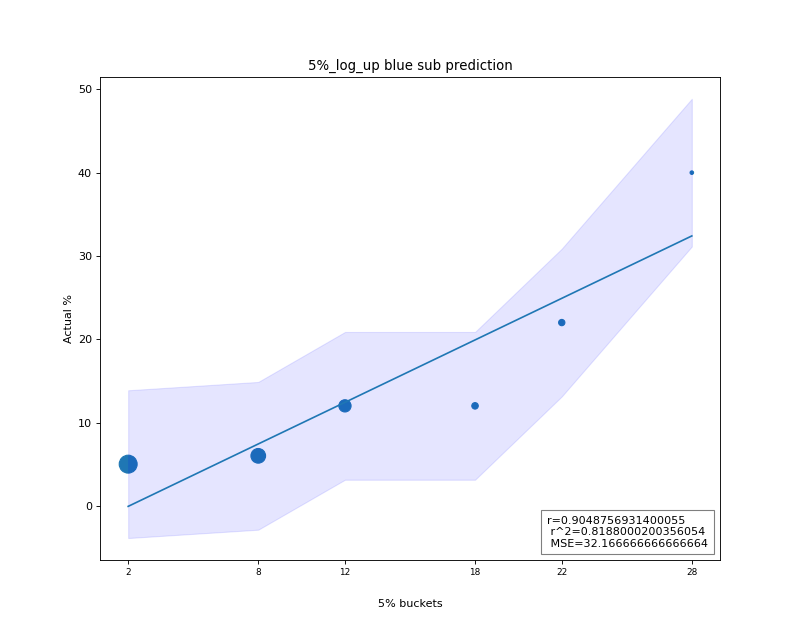 5%_log_up blue sub prediction
50
40
30
20
10
0
Actual %
r=0.9048756931400055
r^2=0.8188000200356054
MSE=32.166666666666664
2 8 12 18 22 28
5% buckets